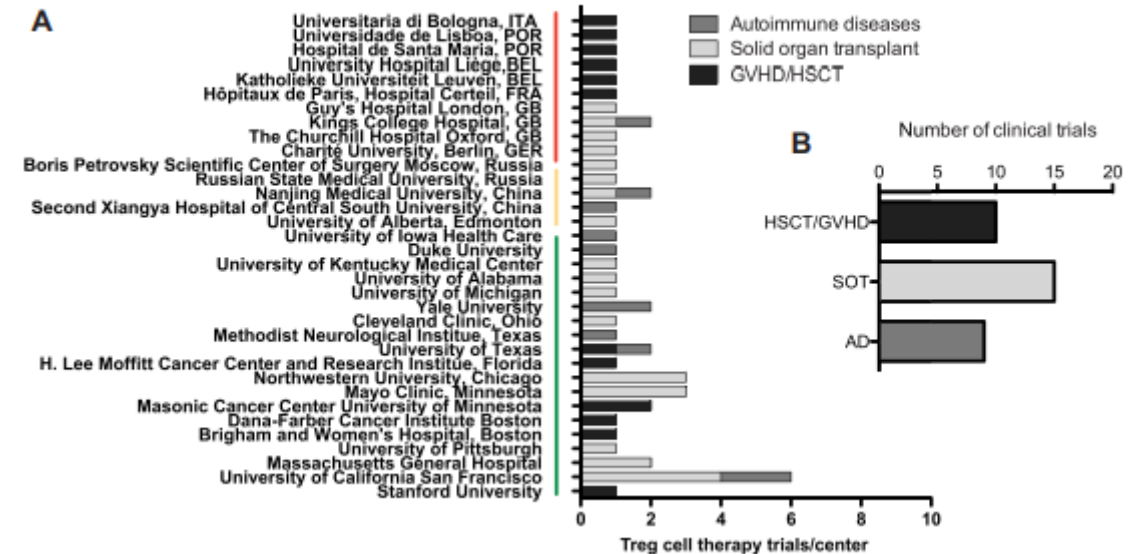 A
Universitaria di Bologna, ITA
Universidade de Lisboa, POR
Hospital de Santa Maria, POR
University Hospital Liège,BEL
Katholieke Universiteit Leuven, BEL
Hôpitaux de Paris, Hospital Certeil, FRA
Guy's Hospital London, GB
Kings College Hospital, GB
The Churchill Hospital Oxford, GB
Charité University, Berlin, GER
Boris Petrovsky Scientific Center of Surgery Moscow, Russia
Russian State Medical University, Russia
Nanjing Medical University, China
Second Xiangya Hospital of Central South University, China
University of Alberta, Edmonton
University of Iowa Health Care
Duke University
University of Kentucky Medical Center
University of Alabama
University of Michigan
Yale University
Cleveland Clinic, Ohio
Methodist Neurological Institue, Texas
University of Texas
H. Lee Moffitt Cancer Center and Research Institue, Florida
Northwestern University, Chicago
Mayo Clinic, Minnesota
Masonic Cancer Center University of Minnesota
Dana-Farber Cancer Institute Boston
Brigham and Women's Hospital, Boston
University of Pittsburgh
Massachusetts General Hospital
University of California San Francisco
Stanford University
0 2 4 6 8 10
Treg cell therapy trials/center
Autoimmune diseases
Solid organ transplant
GVHD/HSCT
B
Number of clinical trials
0 5 10 15 20
HSCT/GVHD
SOT
AD